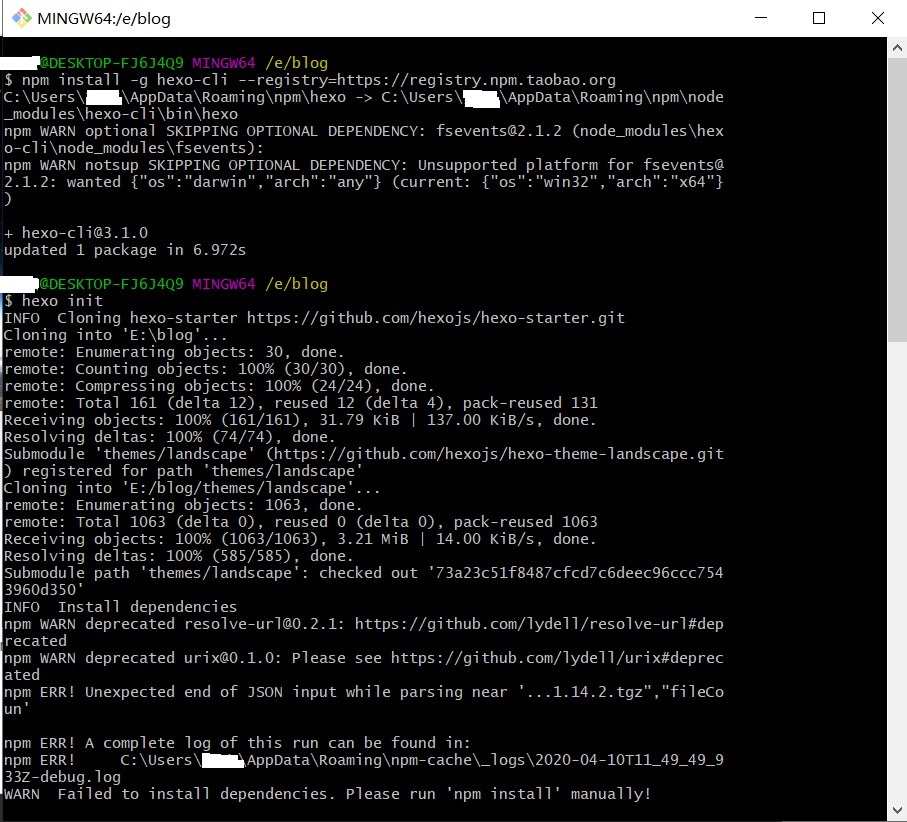 MINGW64:/e/blog
@DESKTOP-FJ6J4Q9 MINGW64 /e/blog
$ npm install -g hexo-cli --registry=https://registry.npm.taobao.org
C:\Users\ \AppData\Roaming\npm\hexo -> C:\Users\ \AppData\Roaming\npm\node
_modules\hexo-cli\bin\hexo
npm WARN optional SKIPPING OPTIONAL DEPENDENCY: fsevents@2.1.2 (node_modules\hex
o-cli\node_modules\fsevents):
npm WARN notsup SKIPPING OPTIONAL DEPENDENCY: Unsupported platform for fsevents@
2.1.2: wanted {"os":"darwin","arch":"any"} (current: {"os":"win32","arch":"x64"}
)
+ hexo-cli@3.1.0
updated 1 package in 6.972s
@DESKTOP-FJ6J4Q9 MINGW64 /e/blog
$ hexo init
INFO  Cloning hexo-starter https://github.com/hexojs/hexo-starter.git
Cloning into 'E:\blog'...
remote: Enumerating objects: 30, done.
remote: Counting objects: 100% (30/30), done.
remote: Compressing objects: 100% (24/24), done.
remote: Total 161 (delta 12), reused 12 (delta 4), pack-reused 131
Receiving objects: 100% (161/161), 31.79 KiB | 137.00 KiB/s, done.
Resolving deltas: 100% (74/74), done.
Submodule 'themes/landscape' (https://github.com/hexojs/hexo-theme-landscape.git
) registered for path 'themes/landscape'
Cloning into 'E:/blog/themes/landscape'...
remote: Enumerating objects: 1063, done.
remote: Total 1063 (delta 0), reused 0 (delta 0), pack-reused 1063
Receiving objects: 100% (1063/1063), 3.21 MiB | 14.00 KiB/s, done.
Resolving deltas: 100% (585/585), done.
Submodule path 'themes/landscape': checked out '73a23c51f8487cfcd7c6deec96ccc754
3960d350'
INFO  Install dependencies
npm WARN deprecated resolve-url@0.2.1: https://github.com/lydell/resolve-url#dep
recated
npm WARN deprecated urix@0.1.0: Please see https://github.com/lydell/urix#deprec
ated
npm ERR! Unexpected end of JSON input while parsing near '...1.14.2.tgz","fileCo
un'
npm ERR! A complete log of this run can be found in:
npm ERR!     C:\Users\ \AppData\Roaming\npm-cache\_logs\2020-04-10T11_49_49_9
33Z-debug.log
WARN  Failed to install dependencies. Please run 'npm install' manually!